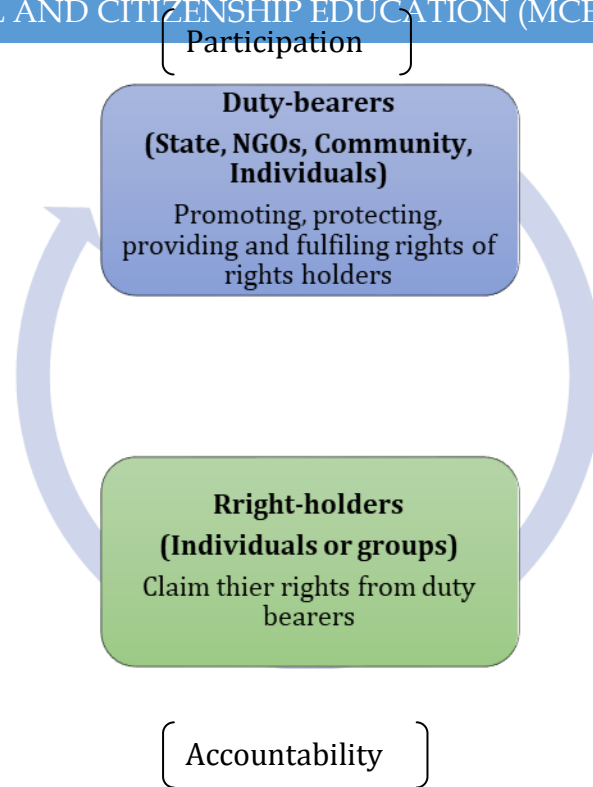 L AND CITIZENSHIP EDUCATION (MCE
Participation
Duty-bearers
(State, NGOs, Community,
Individuals)
Promoting, protecting,
providing and fulfiling rights of
rights holders
Rright-holders
(Individuals or groups)
Claim thier rights from duty
bearers
Accountability